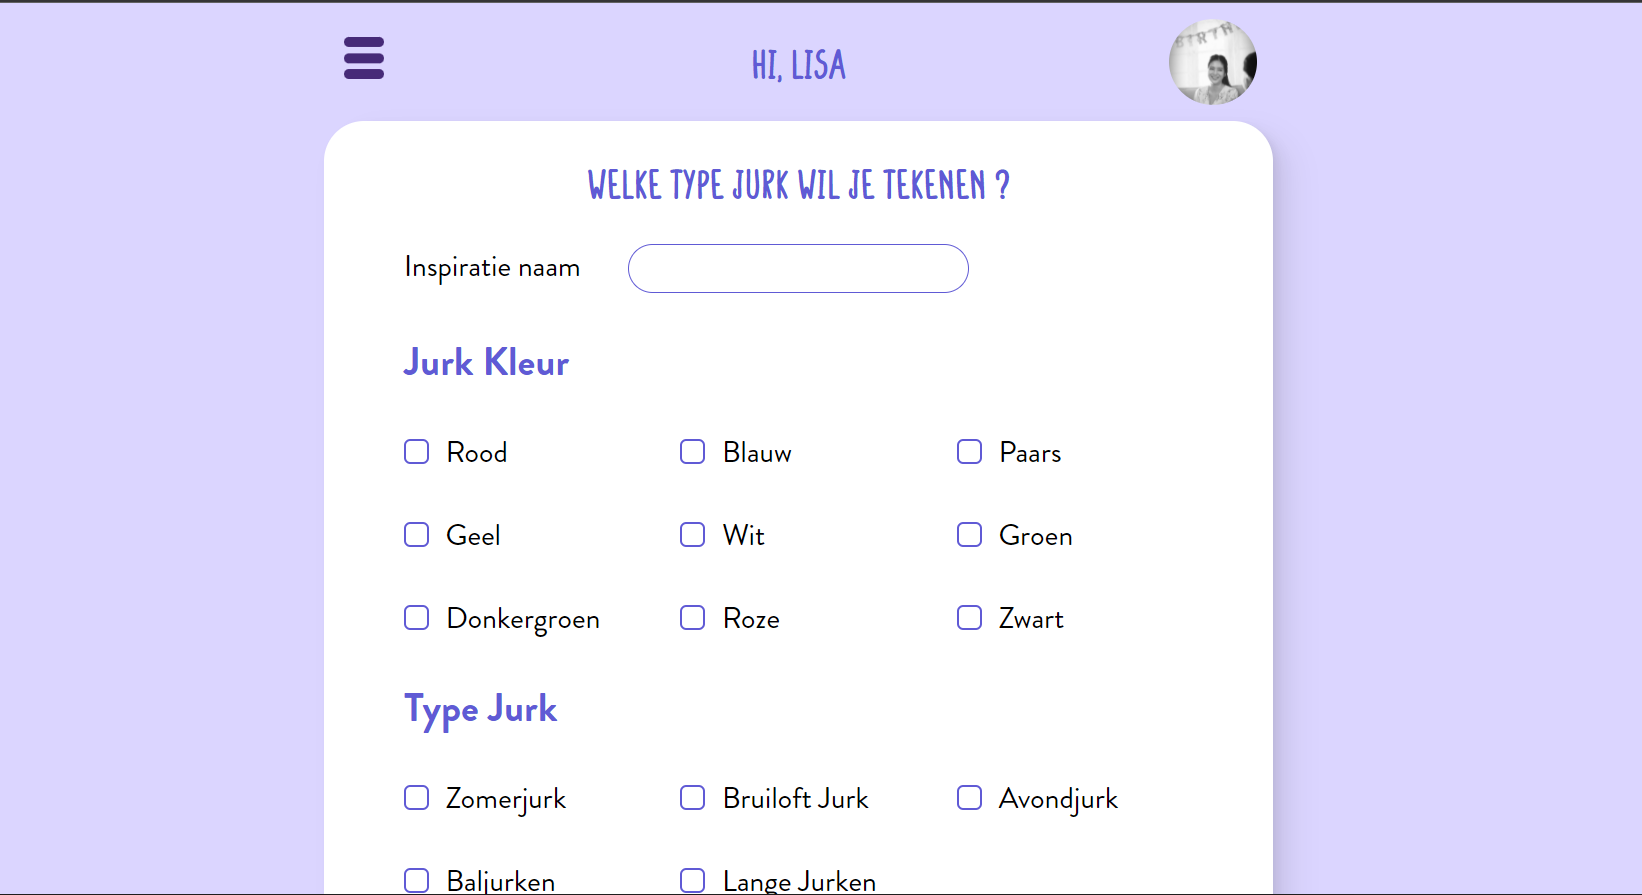 HI, LISA
WELKE TYPE JURK WIL JE TEKENEN ?
Inspiratie naam
Jurk Kleur
Rood Blauw Paars
Geel Wit Groen
Donkergroen Roze Zwart
Type Jurk
Zomerjurk Bruiloft Jurk Avondjurk
Baljurken Lange Jurken